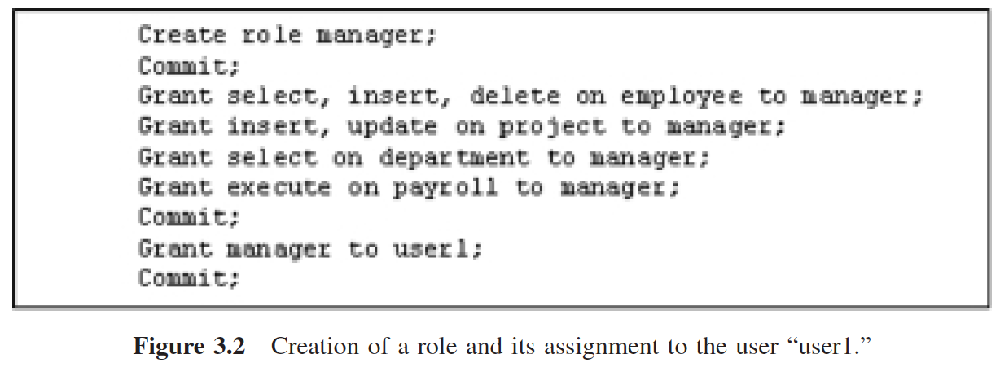 Create role manager;
Commit;
Grant select, insert, delete on employee to manager;
Grant insert, update on project to manager;
Grant select on department to manager;
Grant execute on payroll to manager;
Commit;
Grant manager to user1;
Commit;
Figure 3.2 Creation of a role and its assignment to the user “user1.”